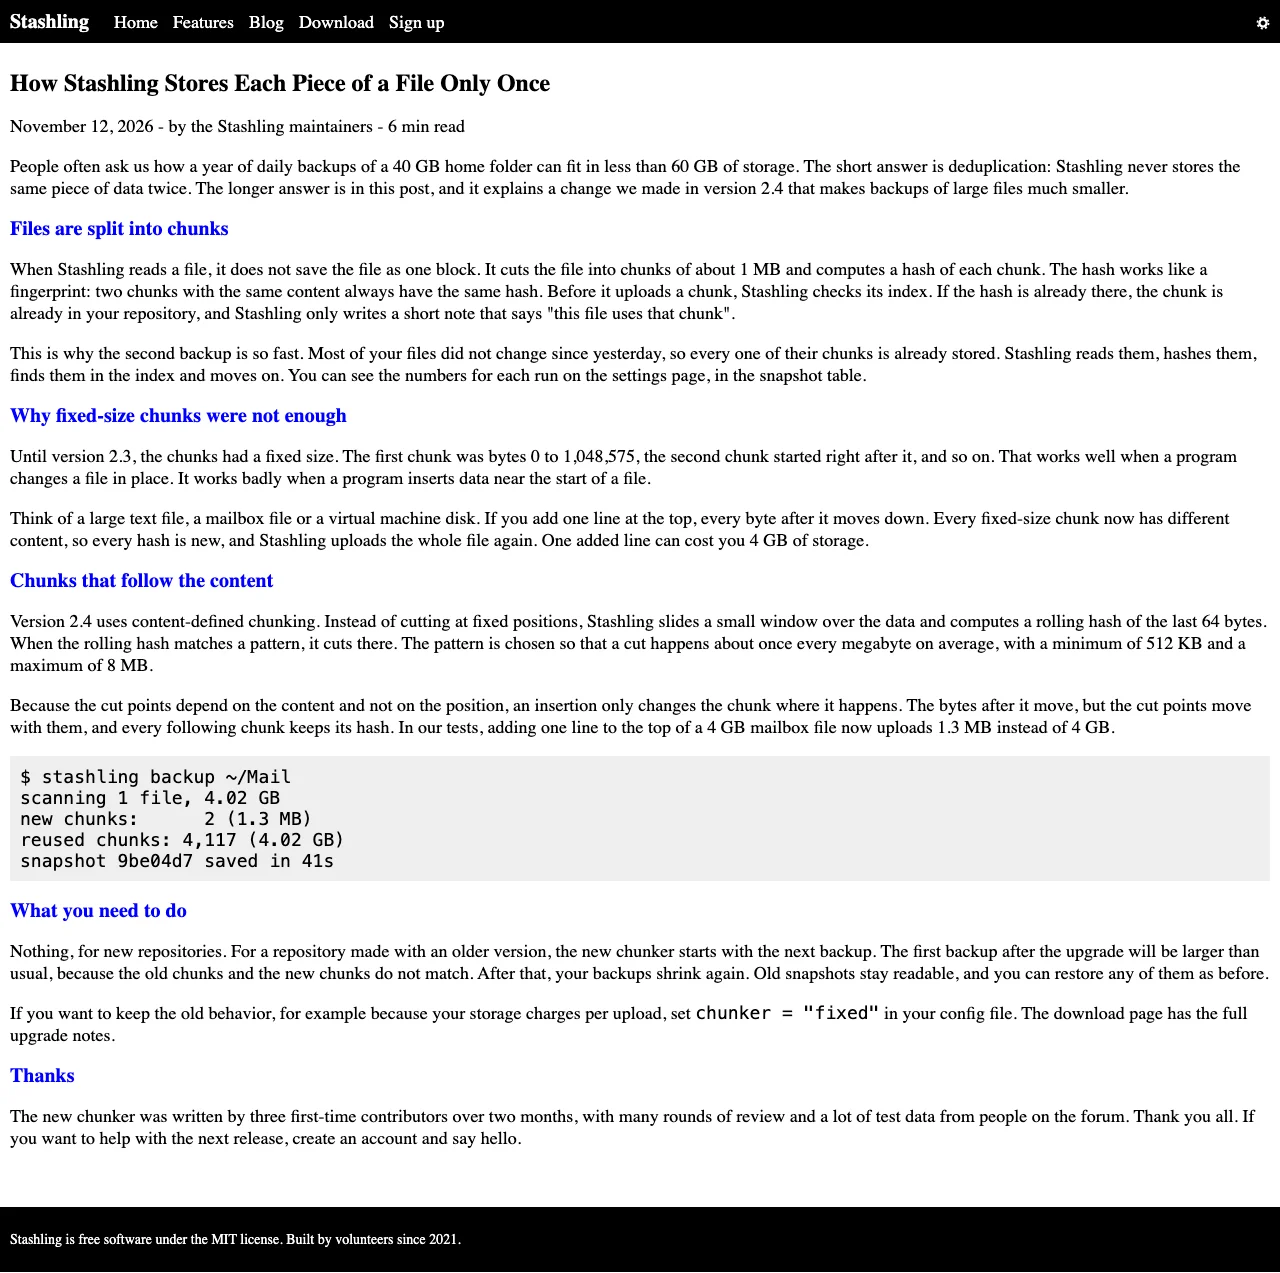 Stashling Home Features Blog Download Sign up
How Stashling Stores Each Piece of a File Only Once
November 12, 2026 - by the Stashling maintainers - 6 min read
People often ask us how a year of daily backups of a 40 GB home folder can fit in less than 60 GB of storage. The short answer is deduplication: Stashling never stores the
same piece of data twice. The longer answer is in this post, and it explains a change we made in version 2.4 that makes backups of large files much smaller.
Files are split into chunks
When Stashling reads a file, it does not save the file as one block. It cuts the file into chunks of about 1 MB and computes a hash of each chunk. The hash works like a
fingerprint: two chunks with the same content always have the same hash. Before it uploads a chunk, Stashling checks its index. If the hash is already there, the chunk is
already in your repository, and Stashling only writes a short note that says "this file uses that chunk".
This is why the second backup is so fast. Most of your files did not change since yesterday, so every one of their chunks is already stored. Stashling reads them, hashes them,
finds them in the index and moves on. You can see the numbers for each run on the settings page, in the snapshot table.
Why fixed-size chunks were not enough
Until version 2.3, the chunks had a fixed size. The first chunk was bytes 0 to 1,048,575, the second chunk started right after it, and so on. That works well when a program
changes a file in place. It works badly when a program inserts data near the start of a file.
Think of a large text file, a mailbox file or a virtual machine disk. If you add one line at the top, every byte after it moves down. Every fixed-size chunk now has different
content, so every hash is new, and Stashling uploads the whole file again. One added line can cost you 4 GB of storage.
Chunks that follow the content
Version 2.4 uses content-defined chunking. Instead of cutting at fixed positions, Stashling slides a small window over the data and computes a rolling hash of the last 64 bytes.
When the rolling hash matches a pattern, it cuts there. The pattern is chosen so that a cut happens about once every megabyte on average, with a minimum of 512 KB and a
maximum of 8 MB.
Because the cut points depend on the content and not on the position, an insertion only changes the chunk where it happens. The bytes after it move, but the cut points move
with them, and every following chunk keeps its hash. In our tests, adding one line to the top of a 4 GB mailbox file now uploads 1.3 MB instead of 4 GB.
$ stashling backup ~/Mail
scanning 1 file, 4.02 GB
new chunks:      2 (1.3 MB)
reused chunks: 4,117 (4.02 GB)
snapshot 9be04d7 saved in 41s
What you need to do
Nothing, for new repositories. For a repository made with an older version, the new chunker starts with the next backup. The first backup after the upgrade will be larger than
usual, because the old chunks and the new chunks do not match. After that, your backups shrink again. Old snapshots stay readable, and you can restore any of them as before.
If you want to keep the old behavior, for example because your storage charges per upload, set chunker = "fixed" in your config file. The download page has the full
upgrade notes.
Thanks
The new chunker was written by three first-time contributors over two months, with many rounds of review and a lot of test data from people on the forum. Thank you all. If
you want to help with the next release, create an account and say hello.
Stashling is free software under the MIT license. Built by volunteers since 2021.